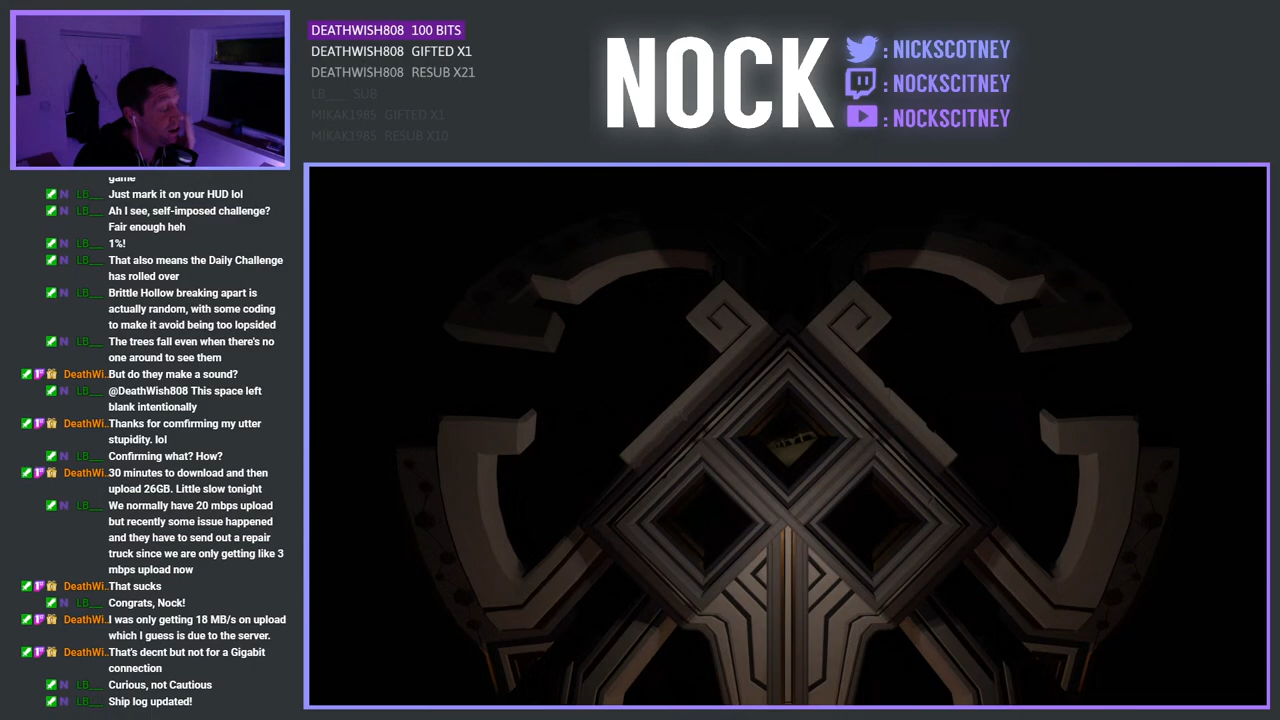 DEATHWISH808 100 BITS
DEATHWISH808 GIFTED X1
DEATHWISH808 RESUB X21
LB___ SUB
MIKAK1985 GIFTED X1
MIKAK1985 RESUB X10
NOCK
: NICKSCOTNEY
: NOCKSCITNEY
: NOCKSCITNEY
game
LB___ Just mark it on your HUD lol
LB___ Ah I see, self-imposed challenge?
Fair enough heh
LB___ 1%!
LB___ That also means the Daily Challenge
has rolled over
LB___ Brittle Hollow breaking apart is
actually random, with some coding
to make it avoid being too lopsided
LB___ The trees fall even when there's no
one around to see them
DeathWi.. But do they make a sound?
LB___ @DeathWish808 This space left
blank intentionally
DeathWi.. Thanks for comfirming my utter
stupidity. lol
LB___ Confirming what? How?
DeathWi.. 30 minutes to download and then
upload 26GB. Little slow tonight
LB___ We normally have 20 mbps upload
but recently some issue happened
and they have to send out a repair
truck since we are only getting like 3
mbps upload now
DeathWi.. That sucks
LB___ Congrats, Nock!
DeathWi.. I was only getting 18 MB/s on upload
which I guess is due to the server.
DeathWi.. That's decnt but not for a Gigabit
connection
LB___ Curious, not Cautious
LB___ Ship log updated!